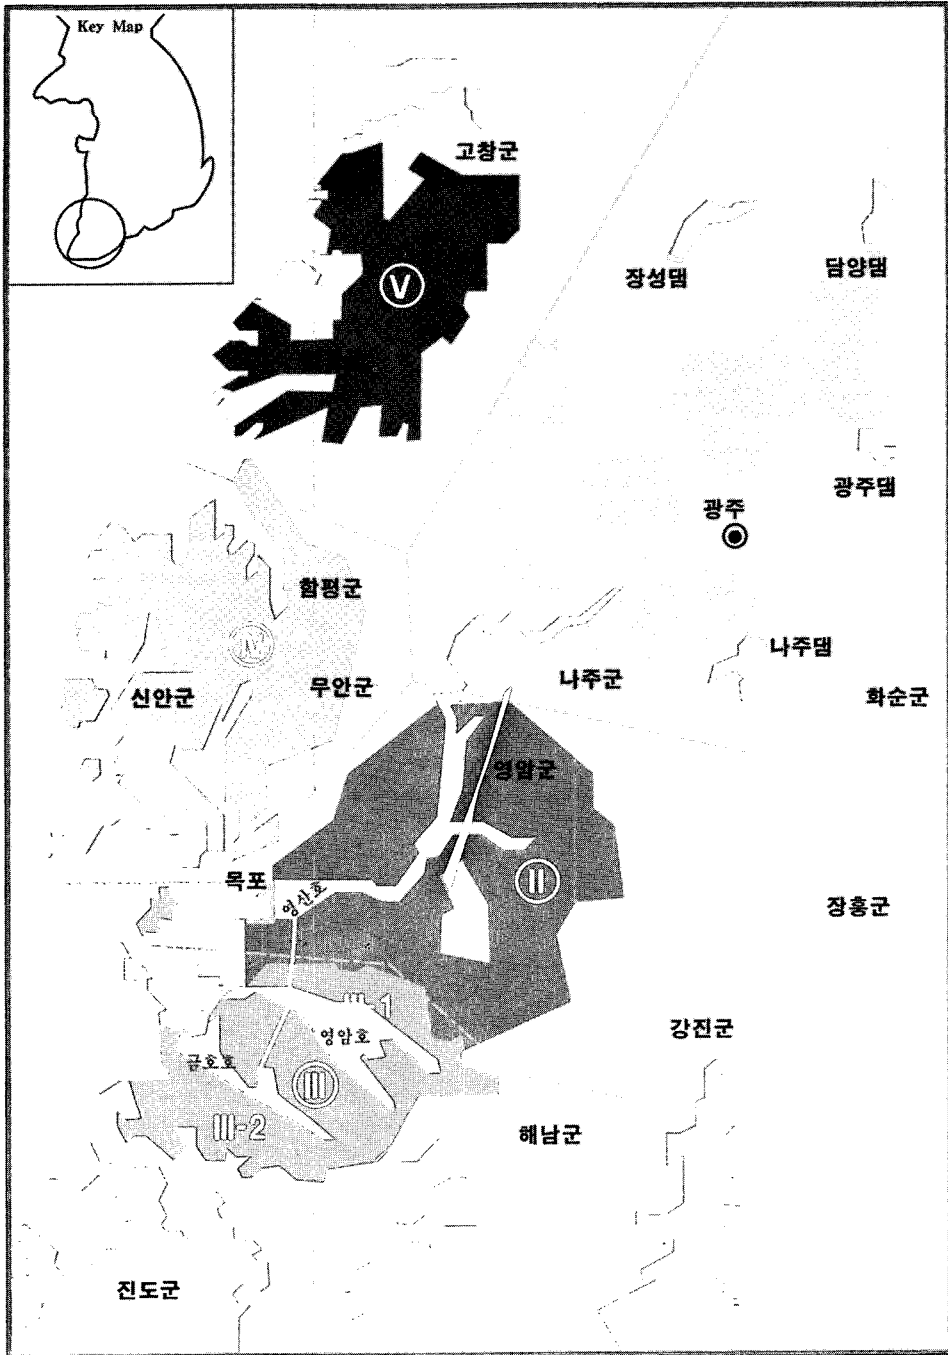 Key Map
고창군
장성댐
담양댐
V
광주댐
광주
함평군
나주댐
IV
신안군
무안군
나주군
화순군
영암군
목포
영산호
II
장흥군
III-1
강진군
영암호
금호호
III
III-2
해남군
진도군